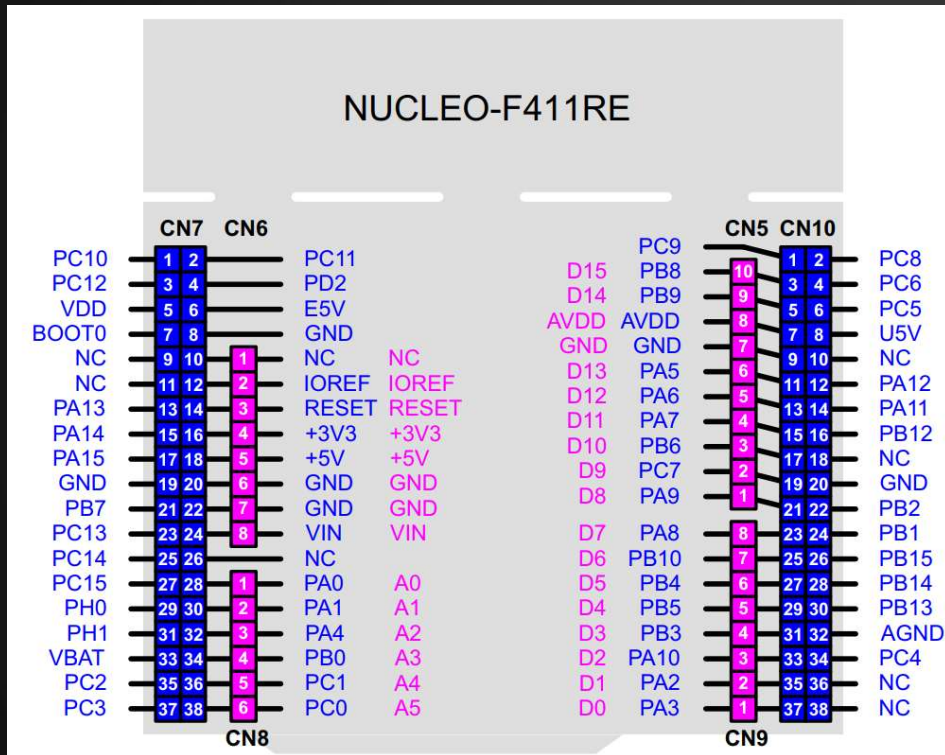 NUCLEO-F411RE
CN7 CN6 CN5 CN10
PC9
PC10 1 2 PC11 1 2 PC8
PC12 3 4 PD2 D15 PB8 10 3 4 PC6
VDD 5 6 E5V D14 PB9 9 5 6 PC5
BOOT0 7 8 GND AVDD AVDD 8 7 8 U5V
NC 9 10 1 NC NC GND GND 7 9 10 NC
NC 11 12 2 IOREF IOREF D13 PA5 6 11 12 PA12
PA13 13 14 3 RESET RESET D12 PA6 5 13 14 PA11
PA14 15 16 4 +3V3 +3V3 D11 PA7 4 15 16 PB12
PA15 17 18 5 +5V +5V D10 PB6 3 17 18 NC
GND 19 20 6 GND GND D9 PC7 2 19 20 GND
PB7 21 22 7 GND GND D8 PA9 1 21 22 PB2
PC13 23 24 8 VIN VIN D7 PA8 8 23 24 PB1
PC14 25 26 NC D6 PB10 7 25 26 PB15
PC15 27 28 1 PA0 A0 D5 PB4 6 27 28 PB14
PH0 29 30 2 PA1 A1 D4 PB5 5 29 30 PB13
PH1 31 32 3 PA4 A2 D3 PB3 4 31 32 AGND
VBAT 33 34 4 PB0 A3 D2 PA10 3 33 34 PC4
PC2 35 36 5 PC1 A4 D1 PA2 2 35 36 NC
PC3 37 38 6 PC0 A5 D0 PA3 1 37 38 NC
CN8 CN9